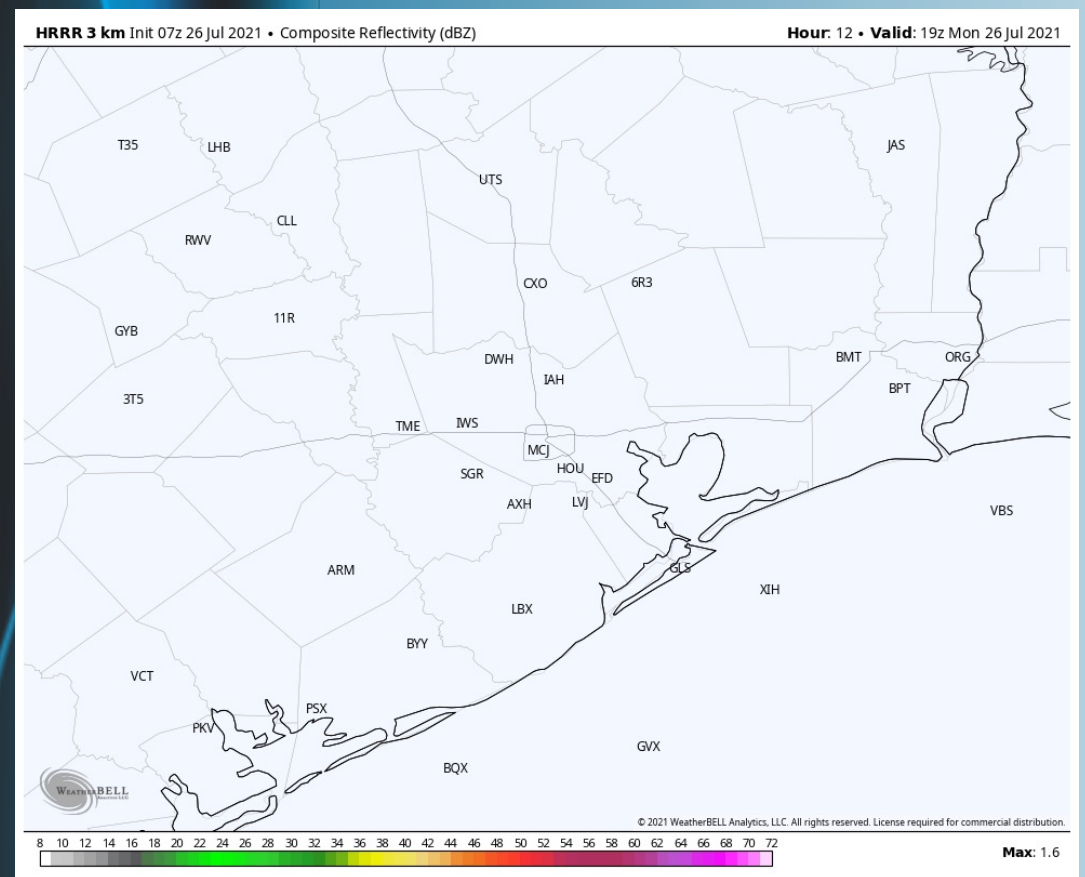 HRRR 3 km Init 07z 26 Jul 2021 • Composite Reflectivity (dBZ) Hour: 12 • Valid: 19z Mon 26 Jul 2021
T35 LHB JAS
UTS
CLL
RWV
CXO 6R3
11R
GYB
DWH BMT ORG
IAH
BPT
3T5
TME IWS
MCJ
HOU
SGR EFD
AXH LVJ
VBS
ARM GLS
XIH
LBX
BYY
VCT
PSX
PKV
GVX
BQX
WEATHERBELL
Analytics LLC
© 2021 WeatherBELL Analytics, LLC. All rights reserved. License required for commercial distribution.
8 10 12 14 16 18 20 22 24 26 28 30 32 34 36 38 40 42 44 46 48 50 52 54 56 58 60 62 64 66 68 70 72
Max: 1.6